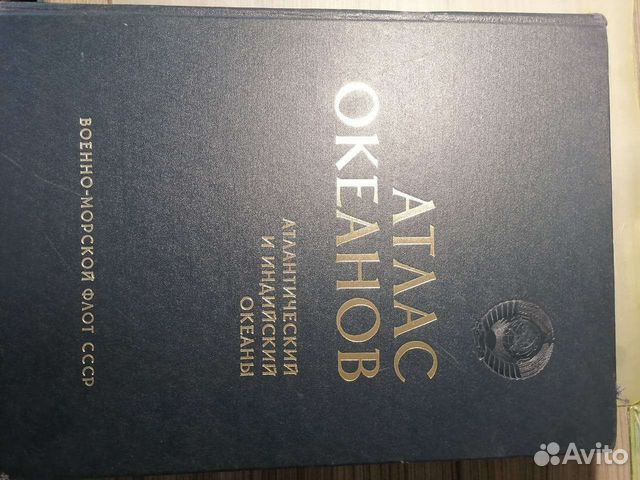 АТЛАС
ОКЕАНОВ
АТЛАНТИЧЕСКИЙ
И ИНДИЙСКИЙ
ОКЕАНЫ
ВОЕННО-МОРСКОЙ ФЛОТ СССР
Avito